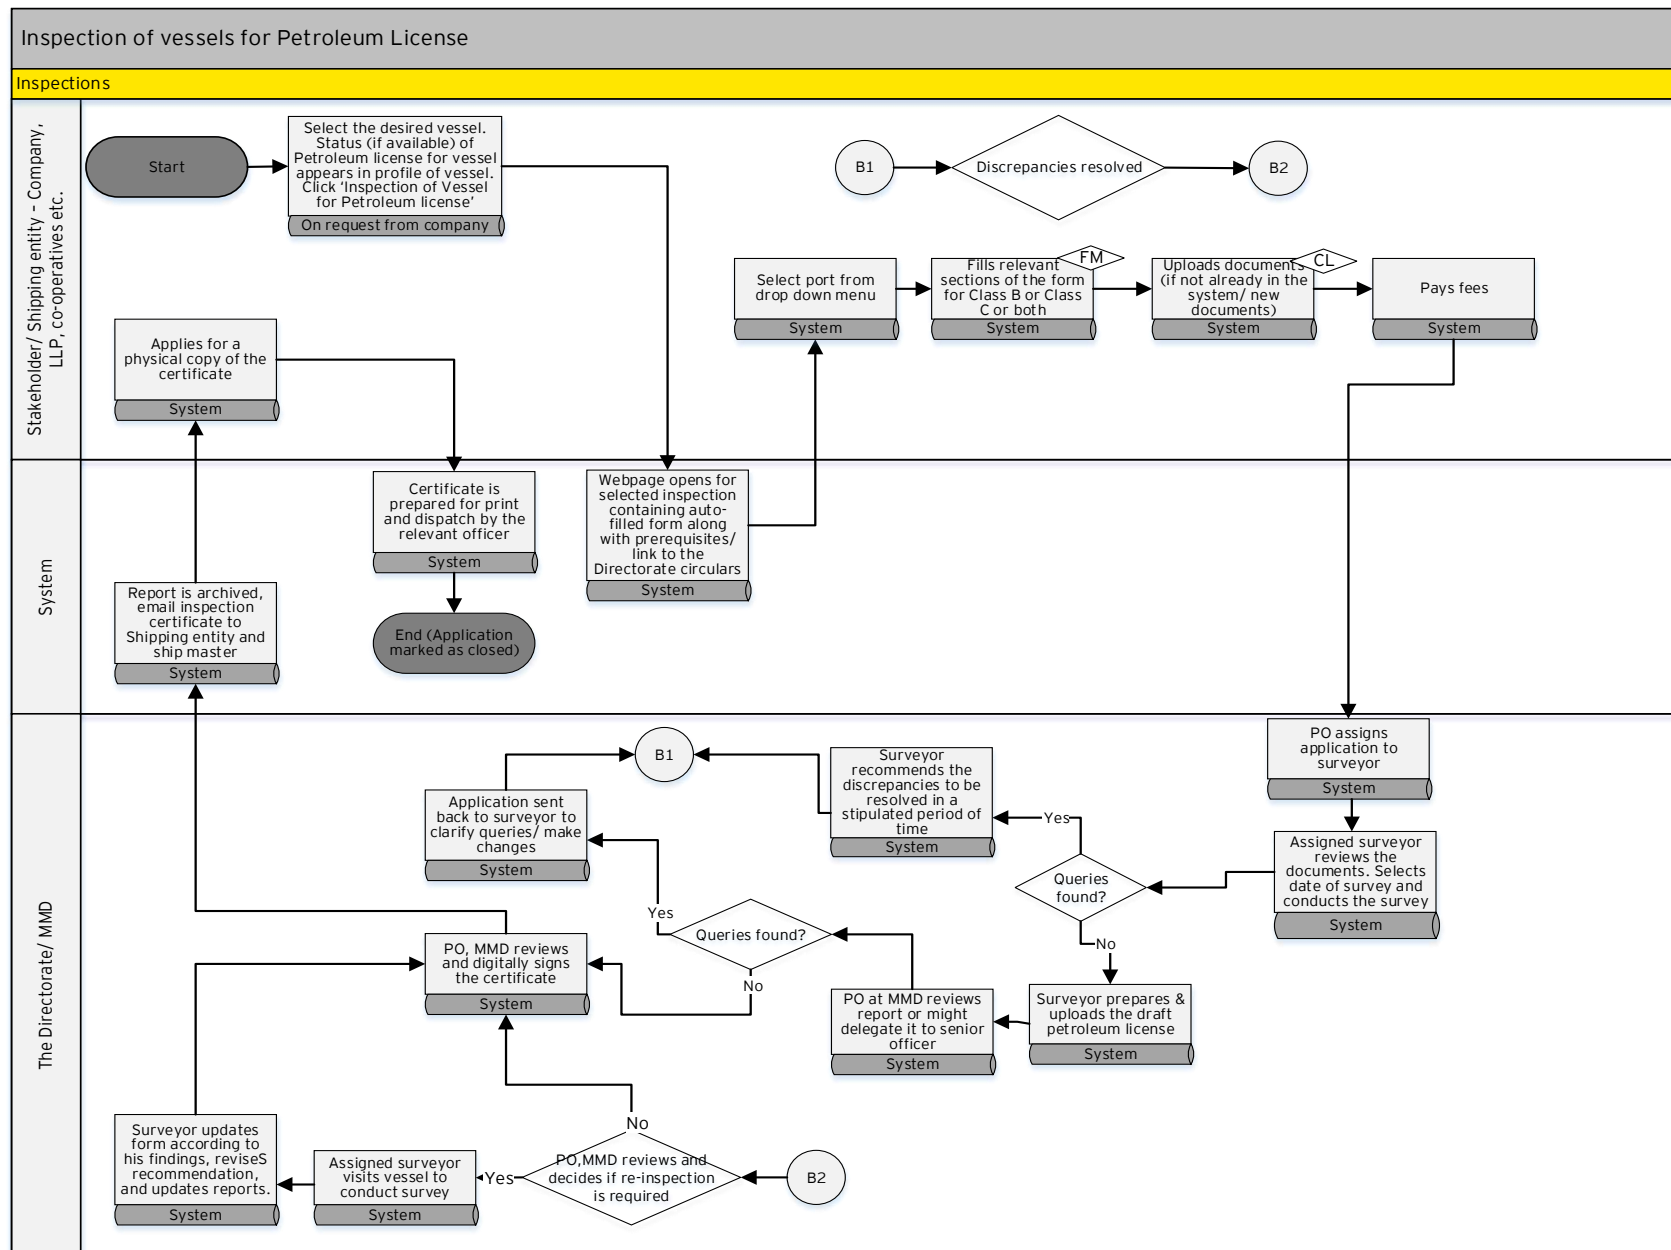 Inspection of vessels for Petroleum License
Inspections
Stakeholder/ Shipping entity - Company,
LLP, co-operatives etc.
Start
Select the desired vessel.
Status (if available) of
Petroleum license for vessel
appears in profile of vessel.
Click ‘Inspection of Vessel
for Petroleum license’
On request from company
B1
Discrepancies resolved
B2
Select port from
drop down menu
System
FM
Fills relevant
sections of the form
for Class B or Class
C or both
System
CL
Uploads documents
(if not already in the
system/ new
documents)
System
Pays fees
System
Applies for a
physical copy of the
certificate
System
System
Certificate is
prepared for print
and dispatch by the
relevant officer
System
Webpage opens for
selected inspection
containing auto-
filled form along
with prerequisites/
link to the
Directorate circulars
System
Report is archived,
email inspection
certificate to
Shipping entity and
ship master
System
End (Application
marked as closed)
The Directorate/ MMD
PO assigns
application to
surveyor
System
B1
Surveyor
recommends the
discrepancies to be
resolved in a
stipulated period of
time
System
Application sent
back to surveyor to
clarify queries/ make
changes
System
Yes
Assigned surveyor
reviews the
documents. Selects
date of survey and
conducts the survey
System
Queries
found?
No
Yes
Queries found?
No
PO, MMD reviews
and digitally signs
the certificate
System
PO at MMD reviews
report or might
delegate it to senior
officer
System
Surveyor prepares &
uploads the draft
petroleum license
System
Surveyor updates
form according to
his findings, reviseS
recommendation,
and updates reports.
System
Assigned surveyor
visits vessel to
conduct survey
System
Yes
No
PO,MMD reviews and
decides if re-inspection
is required
B2